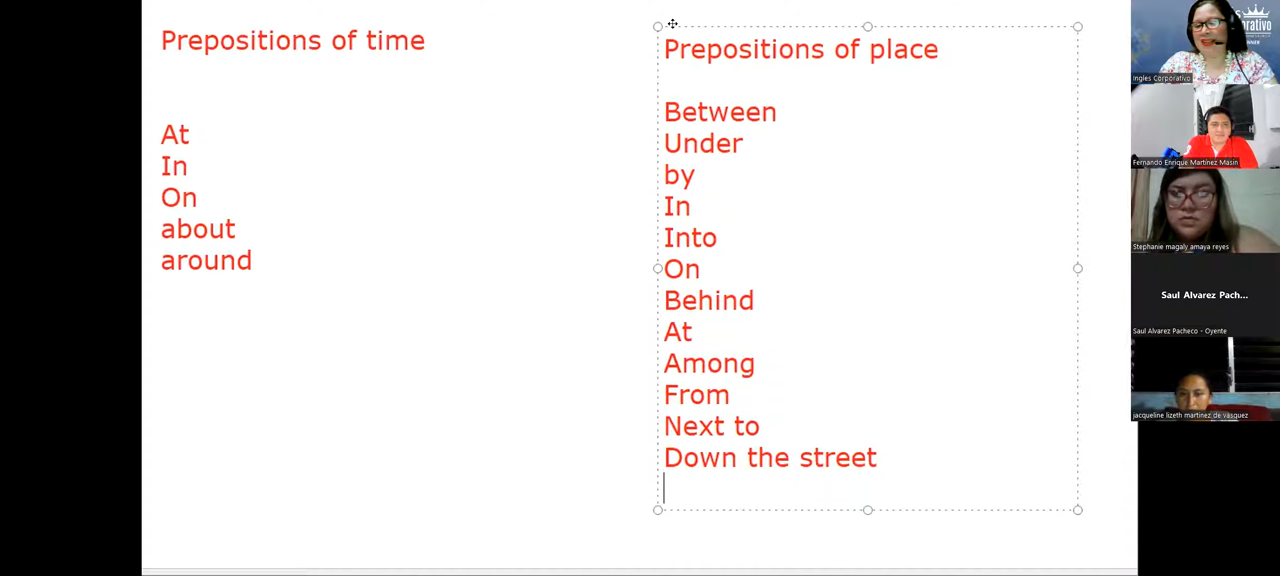 Prepositions of time
At
In
On
about
around
Prepositions of place
Between
Under
by
In
Into
On
Behind
At
Among
From
Next to
Down the street
Ingles Corporativo
Fernando Enrique Martínez Masin
Stephanie magaly amaya reyes
Saul Alvarez Pach...
Saul Alvarez Pacheco - Oyente
jacqueline lizeth martinez de vasquez